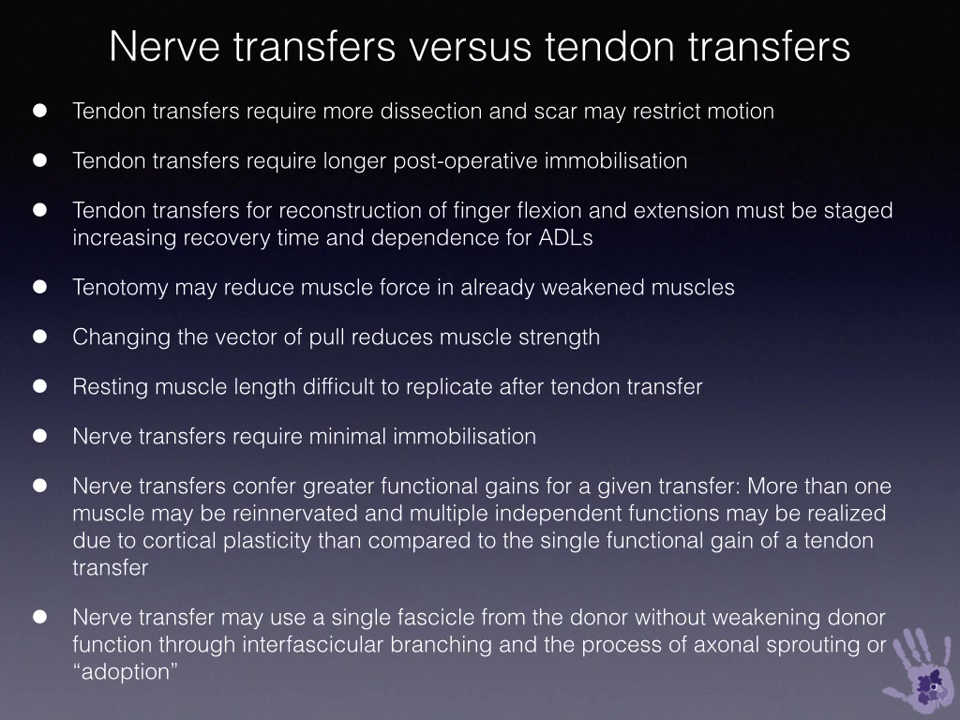 Nerve transfers versus tendon transfers
Tendon transfers require more dissection and scar may restrict motion
Tendon transfers require longer post-operative immobilisation
Tendon transfers for reconstruction of finger flexion and extension must be staged
increasing recovery time and dependence for ADLs
Tenotomy may reduce muscle force in already weakened muscles
Changing the vector of pull reduces muscle strength
Resting muscle length difficult to replicate after tendon transfer
Nerve transfers require minimal immobilisation
Nerve transfers confer greater functional gains for a given transfer: More than one
muscle may be reinnervated and multiple independent functions may be realized
due to cortical plasticity than compared to the single functional gain of a tendon
transfer
Nerve transfer may use a single fascicle from the donor without weakening donor
function through interfascicular branching and the process of axonal sprouting or
“adoption”